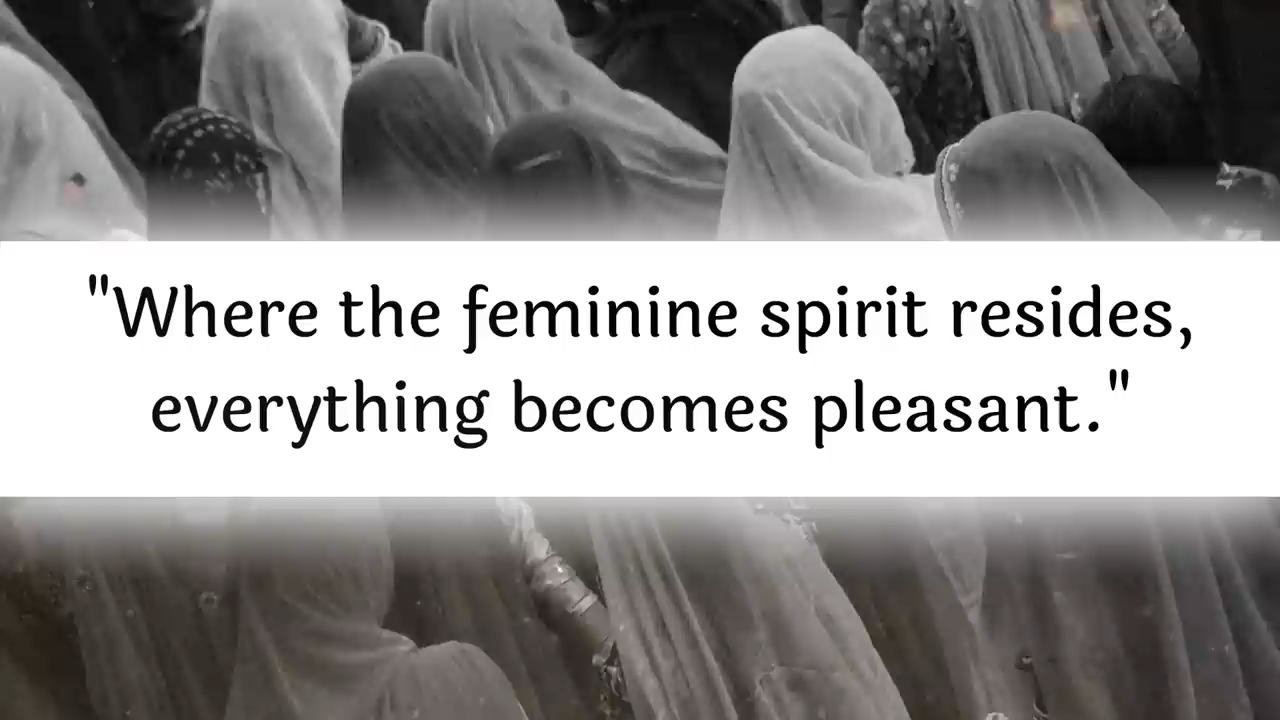 "Where the feminine spirit resides,
everything becomes pleasant."